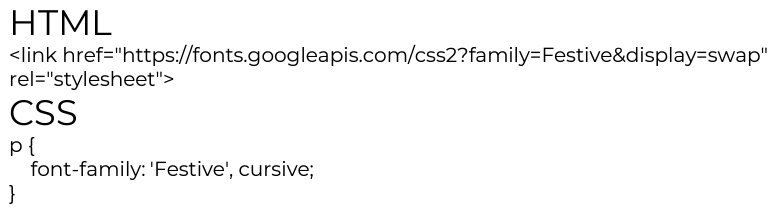 HTML
<link href="https://fonts.googleapis.com/css2?family=Festive&display=swap"
rel="stylesheet">
CSS
p {
    font-family: 'Festive', cursive;
}